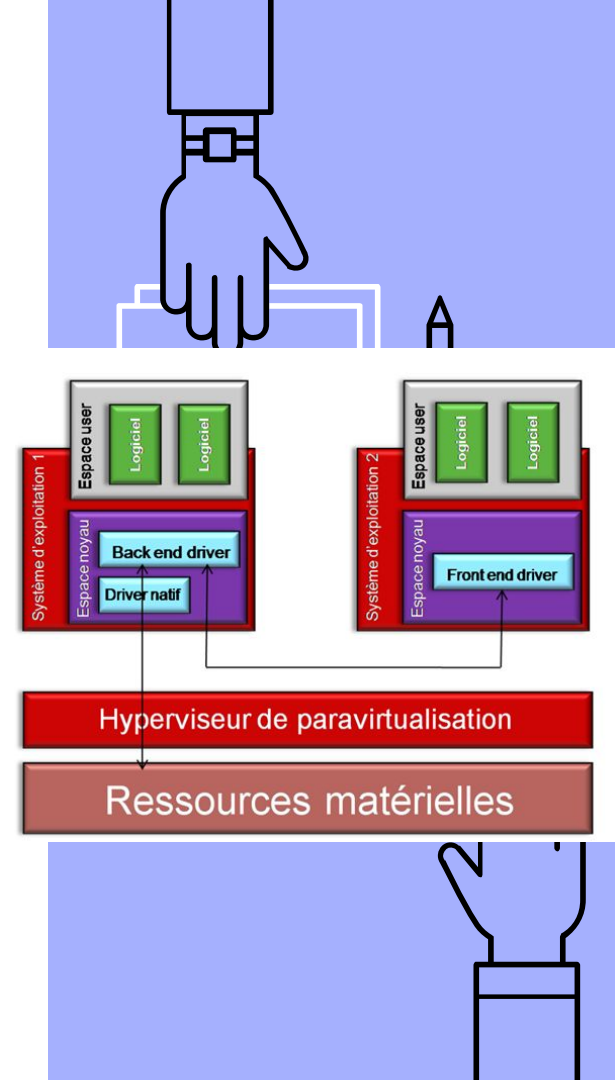 Système d'exploitation 1
Espace user
Logiciel
Logiciel
Espace noyau
Back end driver
Driver natif
Système d'exploitation 2
Espace user
Logiciel
Logiciel
Espace noyau
Front end driver
Hyperviseur de paravirtualisation
Ressources matérielles